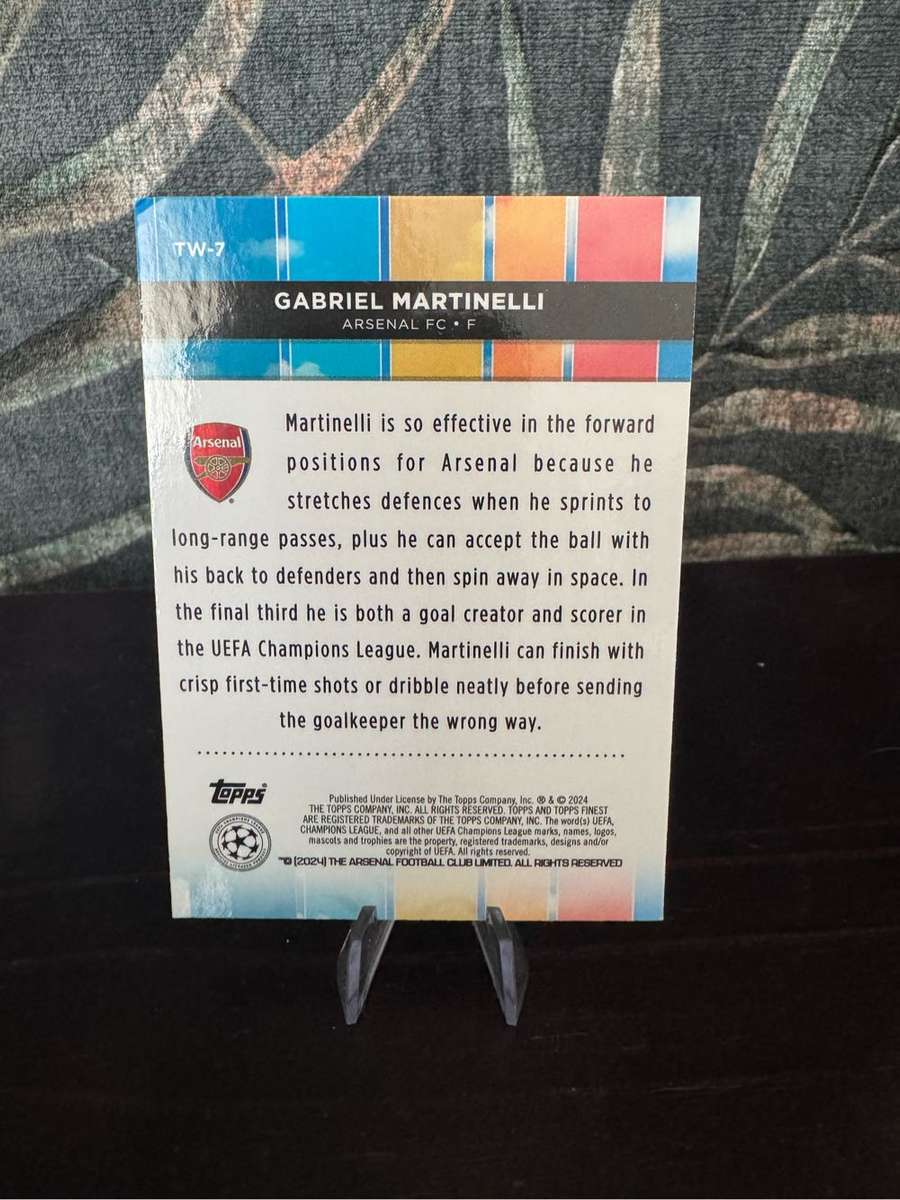 TW-7
GABRIEL MARTINELLI
ARSENAL FC • F
Arsenal
Martinelli is so effective in the forward
positions for Arsenal because he
stretches defences when he sprints to
long-range passes, plus he can accept the ball with
his back to defenders and then spin away in space. In
the final third he is both a goal creator and scorer in
the UEFA Champions League. Martinelli can finish with
crisp first-time shots or dribble neatly before sending
the goalkeeper the wrong way.
Topps®
Published Under License by The Topps Company, Inc. ® & © 2024
THE TOPPS COMPANY, INC. ALL RIGHTS RESERVED. TOPPS AND TOPPS FINEST
ARE REGISTERED TRADEMARKS OF THE TOPPS COMPANY, INC. The word(s) UEFA,
CHAMPIONS LEAGUE, and all other UEFA Champions League marks, names, logos,
mascots and trophies are the property, registered trademarks, designs and/or
copyright of UEFA. All rights reserved.
™© (2024) THE ARSENAL FOOTBALL CLUB LIMITED. ALL RIGHTS RESERVED